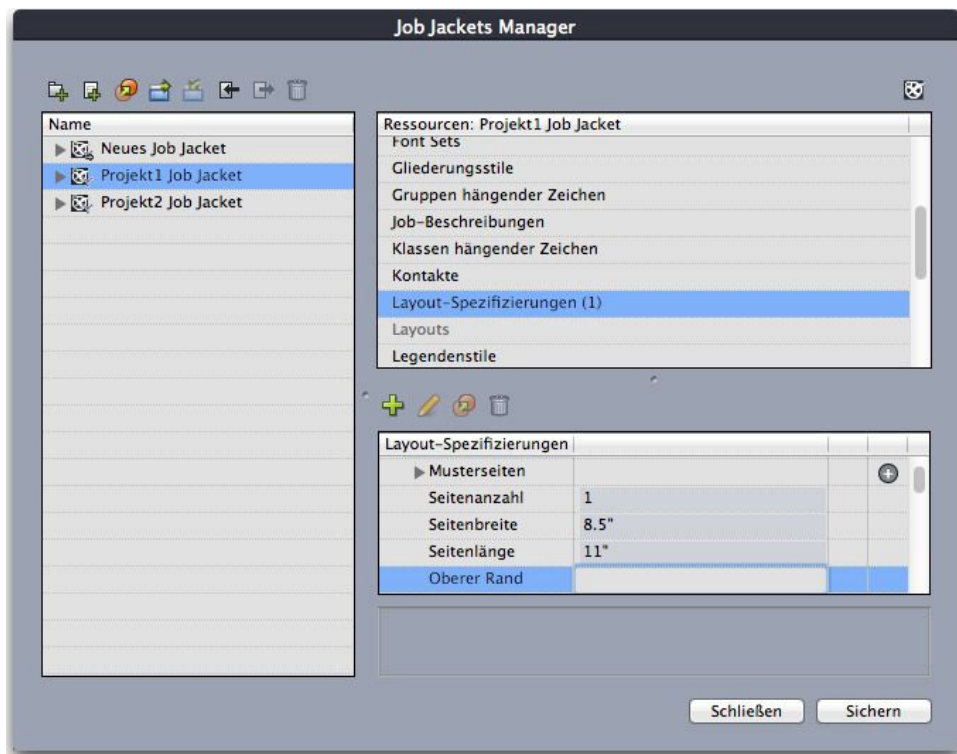 Job Jackets Manager
Name
Neues Job Jacket
Projekt1 Job Jacket
Projekt2 Job Jacket
Ressourcen: Projekt1 Job Jacket
Font Sets
Gliederungsstile
Gruppen hängender Zeichen
Job-Beschreibungen
Klassen hängender Zeichen
Kontakte
Layout-Spezifizierungen (1)
Layouts
Legendenstile
Layout-Spezifizierungen
Musterseiten
Seitenanzahl 1
Seitenbreite 8.5"
Seitenlänge 11"
Oberer Rand
Schließen Sichern